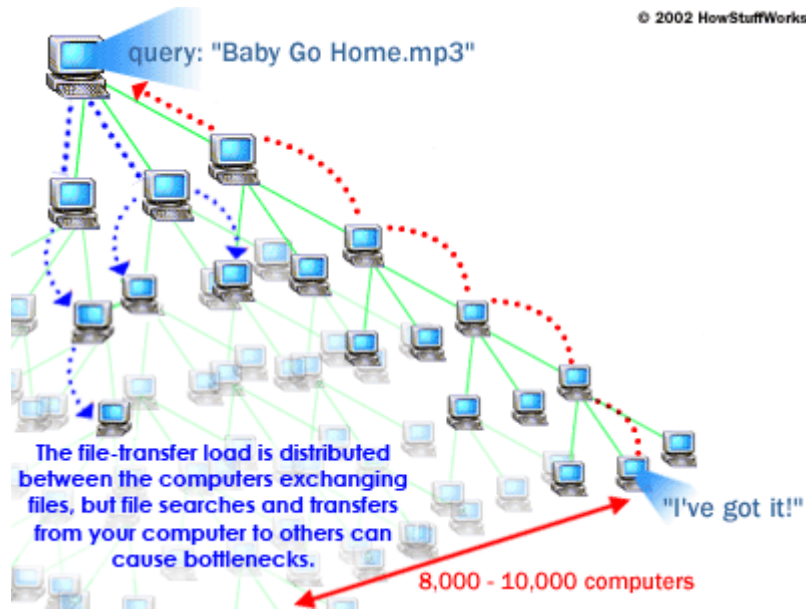 © 2002 HowStuffWorks
query: "Baby Go Home.mp3"
The file-transfer load is distributed
between the computers exchanging
files, but file searches and transfers
from your computer to others can
cause bottlenecks.
"I've got it!"
8,000 - 10,000 computers